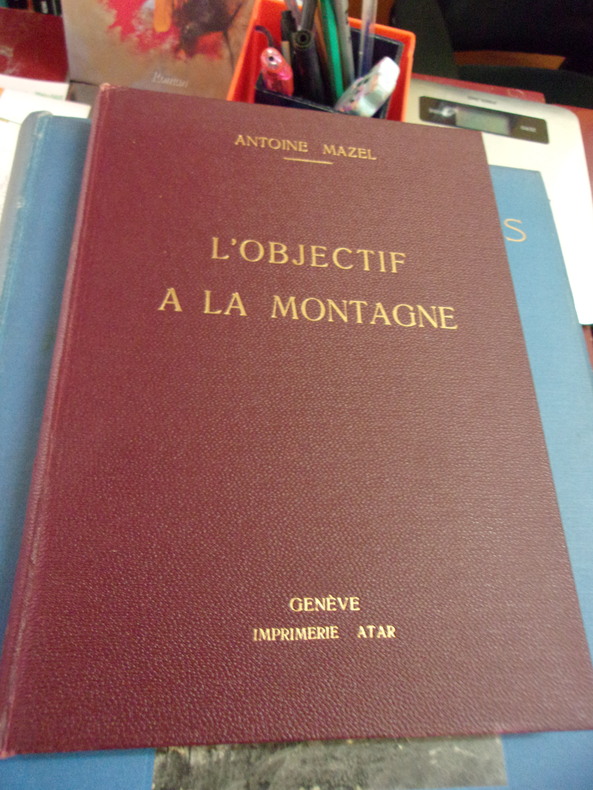 ANTOINE MAZEL
L'OBJECTIF
A LA MONTAGNE
GENÈVE
IMPRIMERIE ATAR
S